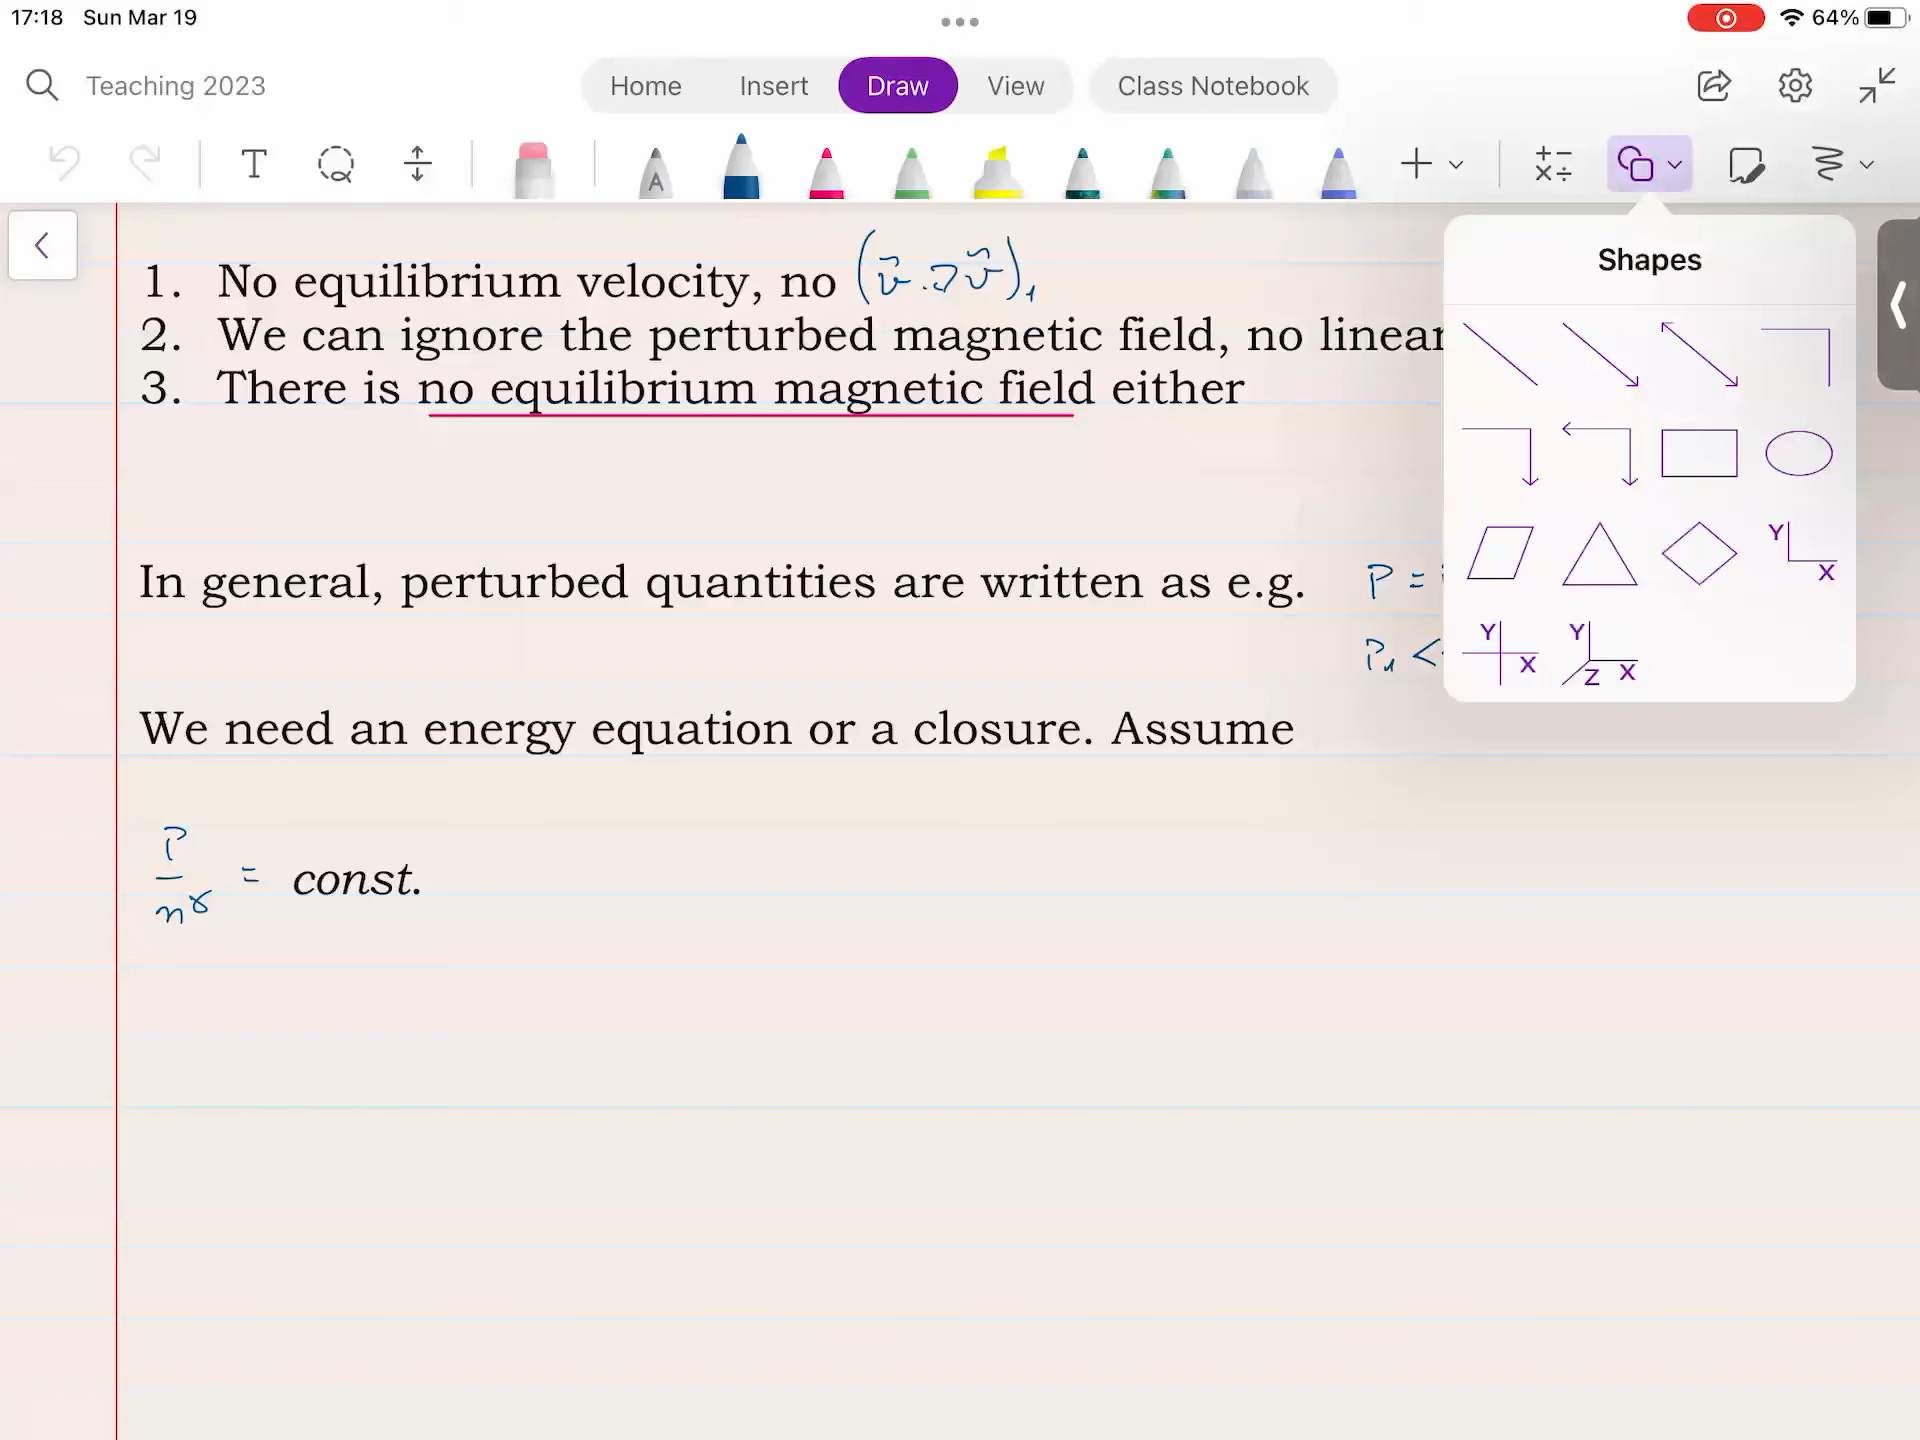 17:18 Sun Mar 19
64%
Teaching 2023
Home Insert Draw View Class Notebook
T
A
Shapes
1. No equilibrium velocity, no (v⃗.∇v⃗)₁
2. We can ignore the perturbed magnetic field, no linear
3. There is no equilibrium magnetic field either
Y X
Y X
Y Z X
In general, perturbed quantities are written as e.g. P =
P₁ <
We need an energy equation or a closure. Assume
P
n^γ = const.